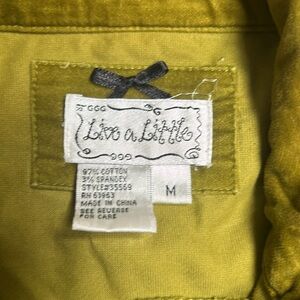 Live a Little
97% COTTON
3% SPANDEX
STYLE#35569
RN 63963
MADE IN CHINA
SEE REVERSE
FOR CARE
M